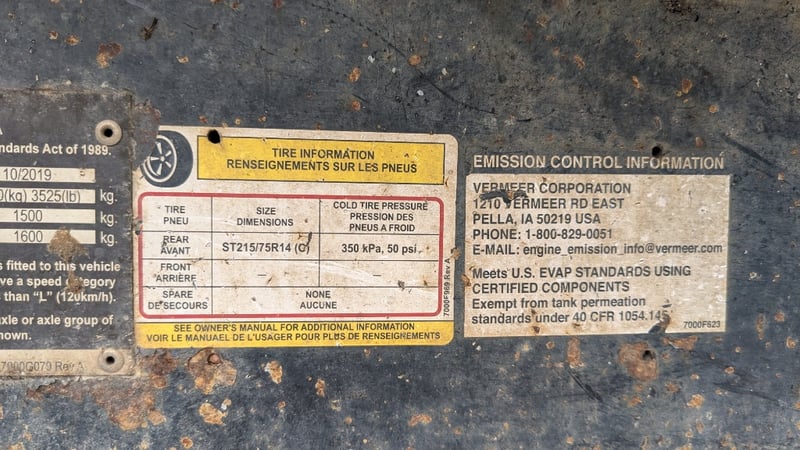 A
ndards Act of 1989.
10/2019
0(kg) 3525(lb) kg.
1500 kg.
1600 kg.
s fitted to this vehicle
ve a speed category
s than “L” (120km/h).
axle or axle group of
hown.
7000G079 Rev A
TIRE INFORMATION
RENSEIGNEMENTS SUR LES PNEUS
TIRE PNEU
SIZE DIMENSIONS
COLD TIRE PRESSURE PRESSION DES PNEUS A FROID
REAR AVANT
ST215/75R14 (C)
350 kPa, 50 psi
FRONT ARRIÈRE
–
–
SPARE DE SECOURS
NONE AUCUNE
SEE OWNER'S MANUAL FOR ADDITIONAL INFORMATION
VOIR LE MANUAEL DE L'USAGER POUR PLUS DE RENSEIGNEMENTS
7000F969 Rev A
EMISSION CONTROL INFORMATION
VERMEER CORPORATION
1210 VERMEER RD EAST
PELLA, IA 50219 USA
PHONE: 1-800-829-0051
E-MAIL: engine_emission_info@vermeer.com
Meets U.S. EVAP STANDARDS USING
CERTIFIED COMPONENTS
Exempt from tank permeation
standards under 40 CFR 1054.145
7000F623